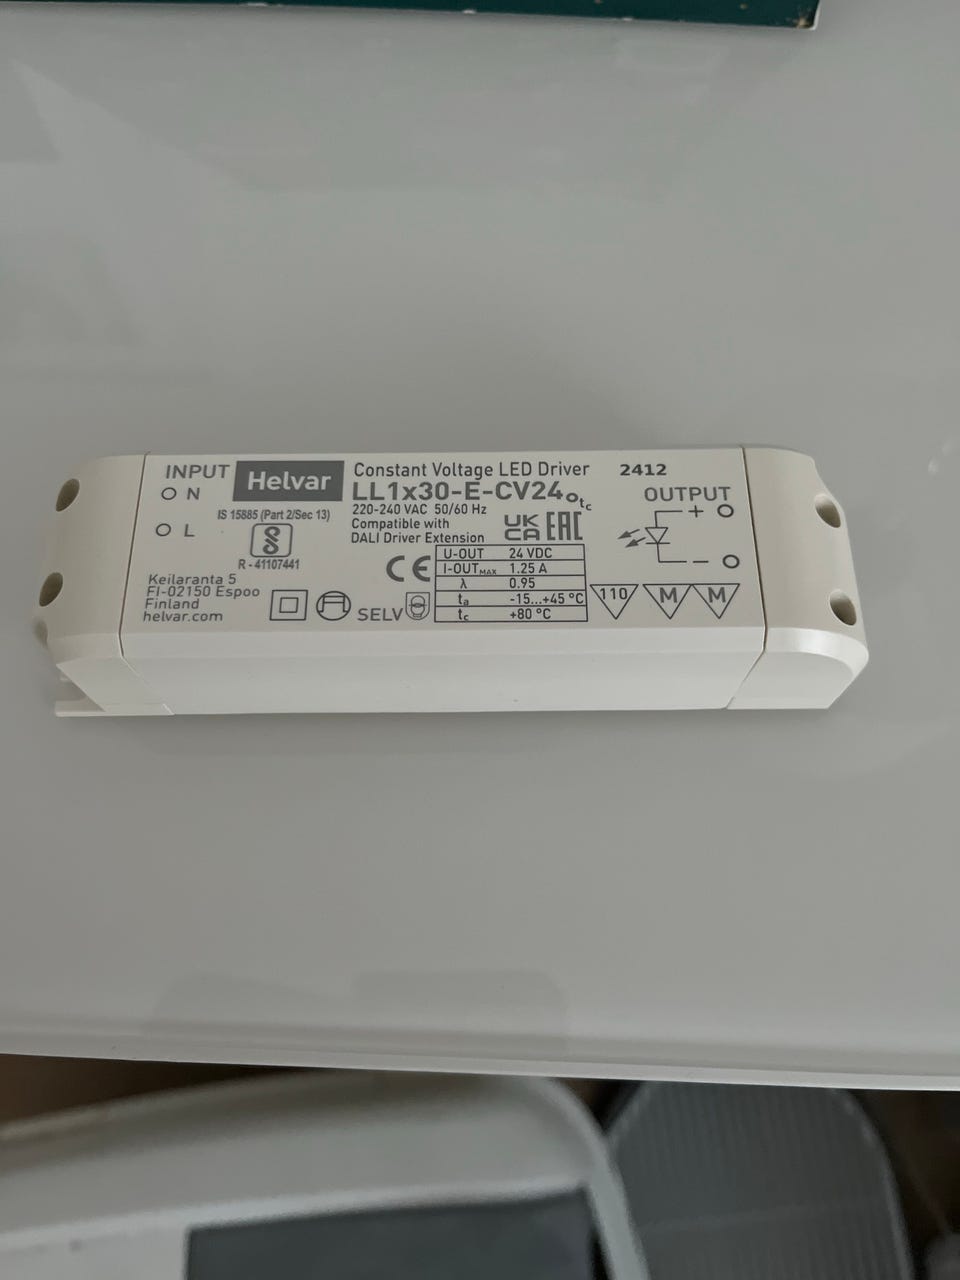 INPUT
N
L
Helvar
IS 15885 (Part 2/Sec 13)
R - 41107441
Keilaranta 5
FI-02150 Espoo
Finland
helvar.com
Constant Voltage LED Driver
LL1x30-E-CV24
tc
220-240 VAC 50/60 Hz
Compatible with
DALI Driver Extension
UK
CA
EAC
CE
SELV
U-OUT 24 VDC
I-OUTMAX 1.25 A
λ 0.95
ta -15...+45 °C
tc +80 °C
2412
OUTPUT
+
-
110 M M